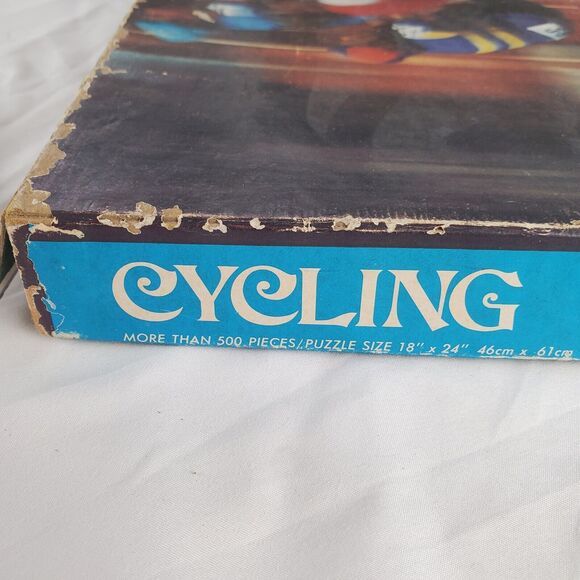 CYCLING
MORE THAN 500 PIECES/PUZZLE SIZE 18" x 24" 46cm x 61cm